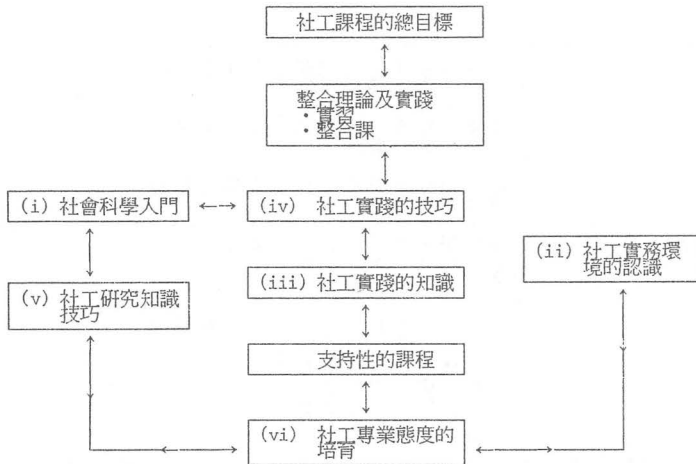 社工課程的總目標
整合理論及實踐
・實習
・整合課
(i) 社會科學入門
(iv) 社工實踐的技巧
(ii) 社工實務環
境的認識
(iii) 社工實踐的知識
(v) 社工研究知識
技巧
支持性的課程
(vi) 社工專業態度的
培育